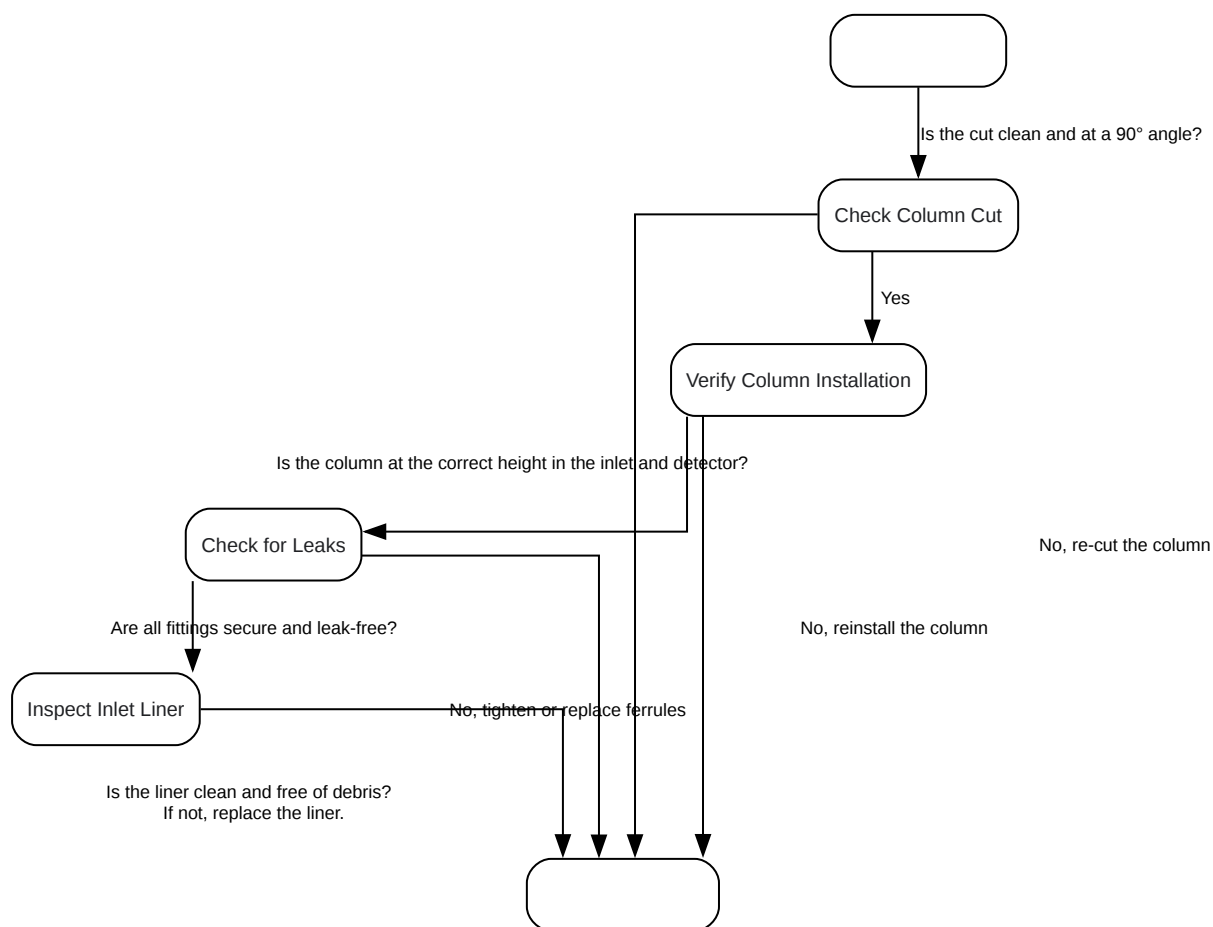 Is the cut clean and at a 90° angle?
Check Column Cut
Yes
Verify Column Installation
Is the column at the correct height in the inlet and detector?
Check for Leaks
No, re-cut the column
Are all fittings secure and leak-free?
No, reinstall the column
Inspect Inlet Liner
No, tighten or replace ferrules
Is the liner clean and free of debris?
If not, replace the liner.